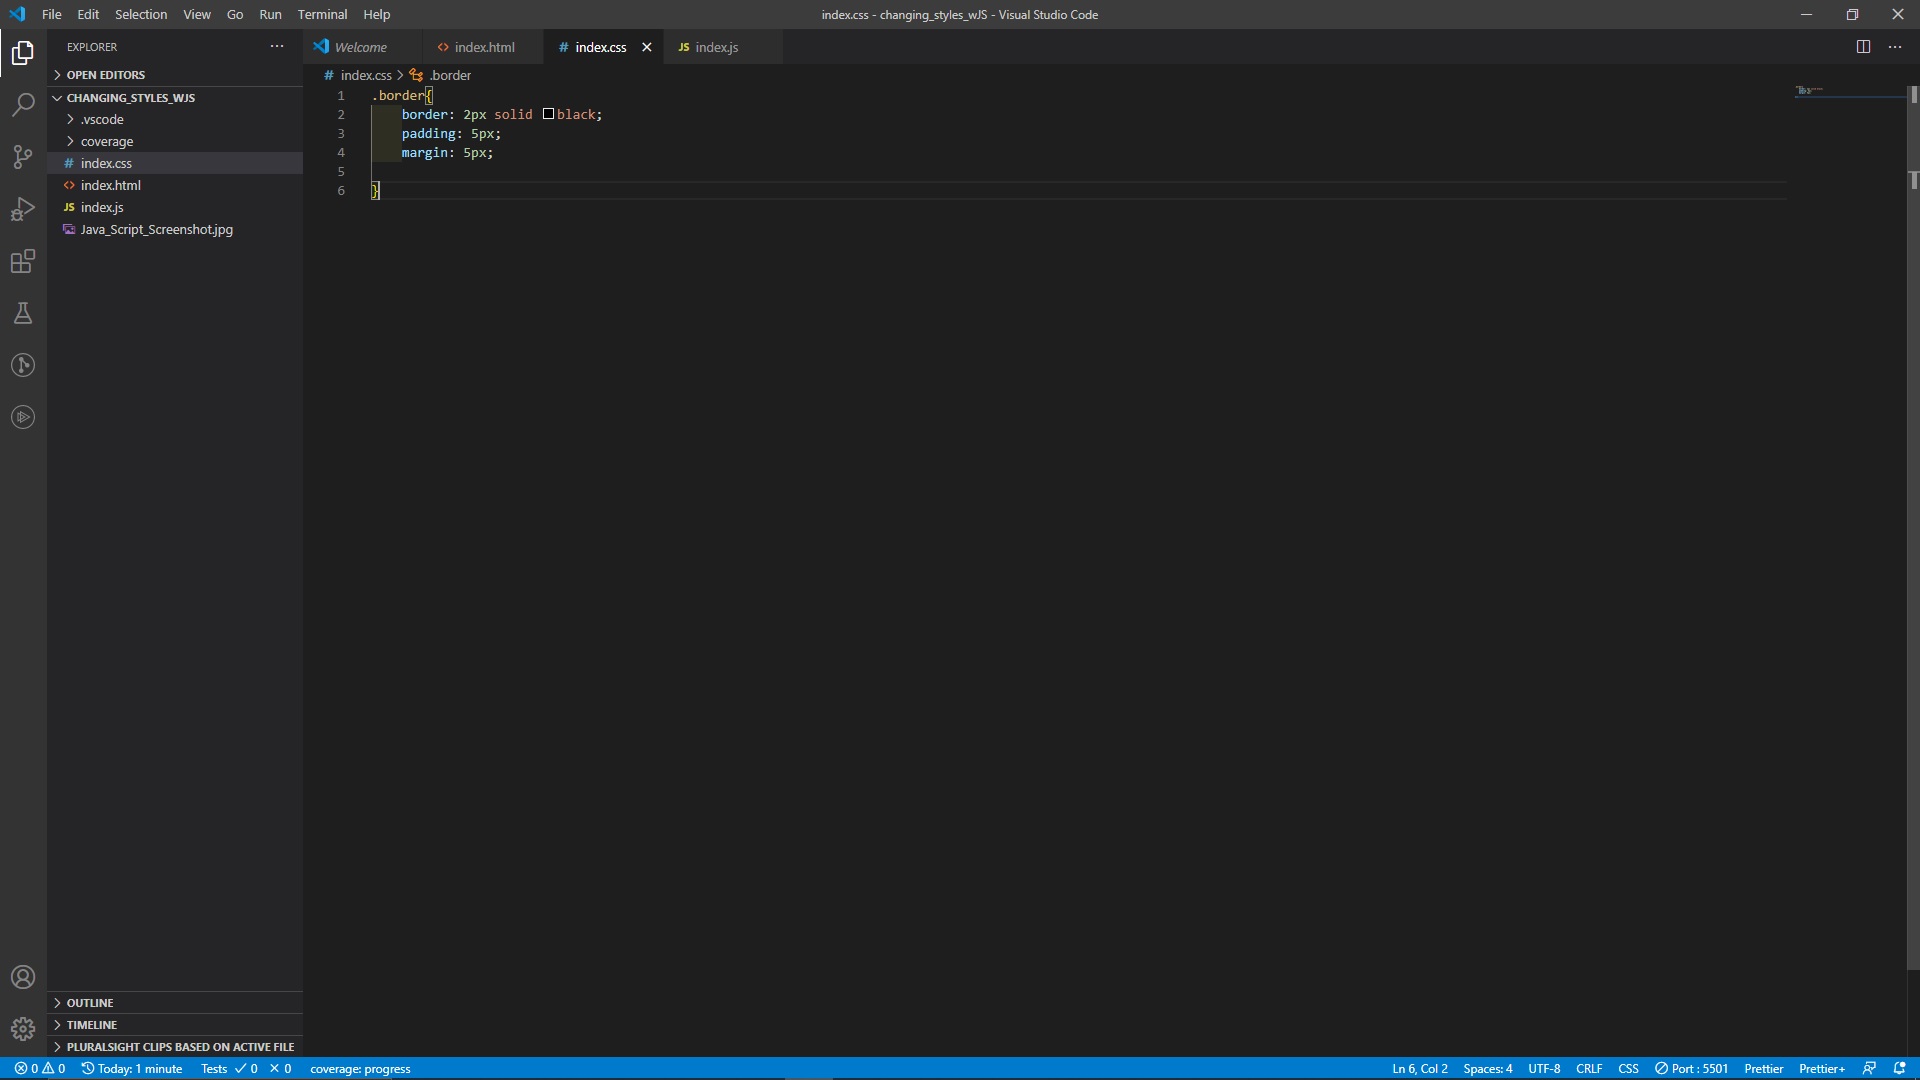 File Edit Selection View Go Run Terminal Help
index.css - changing_styles_wJS - Visual Studio Code
EXPLORER
Welcome
index.html
# index.css
JS index.js
OPEN EDITORS
# index.css > .border
CHANGING_STYLES_WJS
.vscode
coverage
# index.css
index.html
JS index.js
Java_Script_Screenshot.jpg
1 .border{
2 border: 2px solid black;
3 padding: 5px;
4 margin: 5px;
5
6 }
OUTLINE
TIMELINE
PLURALSIGHT CLIPS BASED ON ACTIVE FILE
0 0 Today: 1 minute Tests 0 0 coverage: progress
Ln 6, Col 2 Spaces: 4 UTF-8 CRLF CSS Port : 5501 Prettier Prettier+